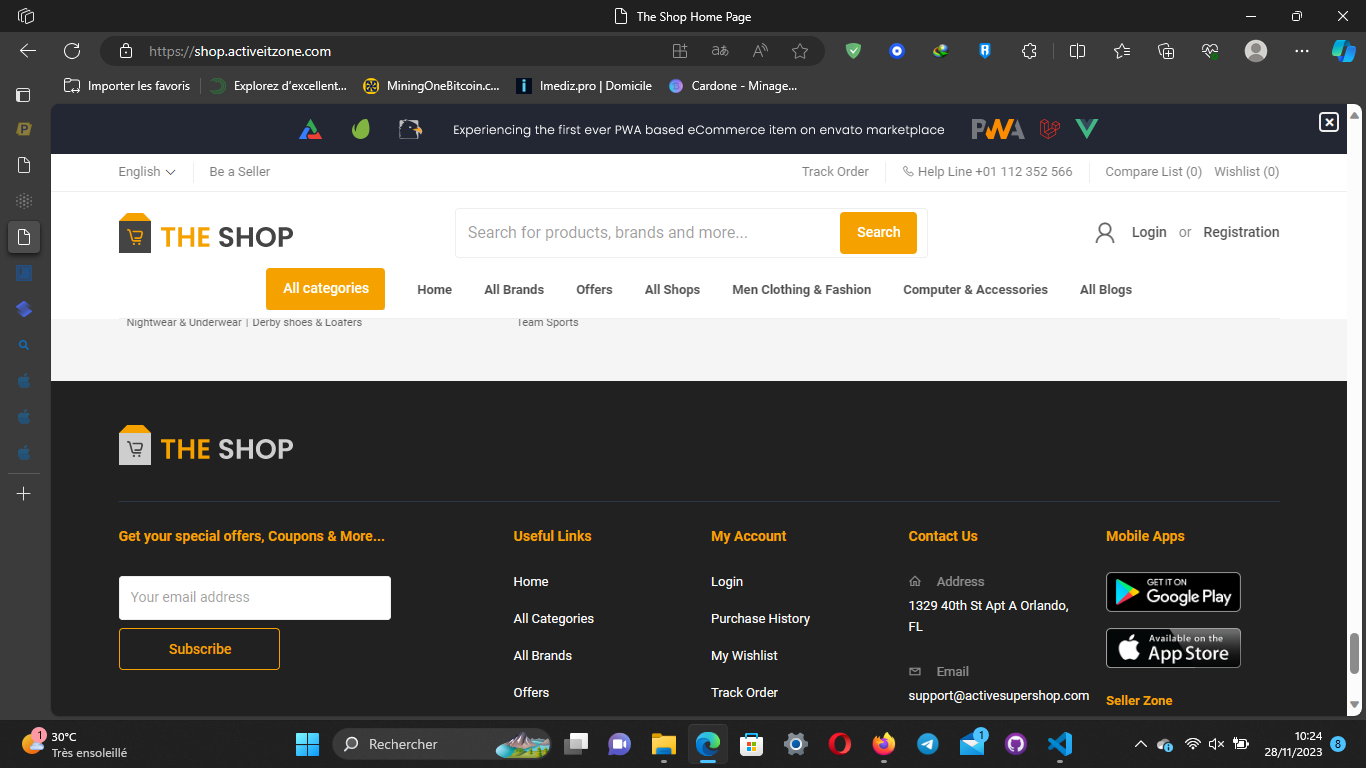 The Shop Home Page
https://shop.activeitzone.com
Importer les favoris
Explorez d'excellent...
MiningOneBitcoin.c...
Imediz.pro | Domicile
Cardone - Minage...
Experiencing the first ever PWA based eCommerce item on envato marketplace
PWA
English
Be a Seller
Track Order
Help Line +01 112 352 566
Compare List (0)
Wishlist (0)
THE SHOP
Search for products, brands and more...
Search
Login or Registration
All categories
Home
All Brands
Offers
All Shops
Men Clothing & Fashion
Computer & Accessories
All Blogs
Nightwear & Underwear | Derby shoes & Loafers
Team Sports
THE SHOP
Get your special offers, Coupons & More...
Your email address
Subscribe
Useful Links
Home
All Categories
All Brands
Offers
My Account
Login
Purchase History
My Wishlist
Track Order
Contact Us
Address
1329 40th St Apt A Orlando,
FL
Email
support@activesupershop.com
Mobile Apps
GET IT ON
Google Play
Available on the
App Store
Seller Zone
1
30°C
Très ensoleillé
Rechercher
1
10:24
28/11/2023
8